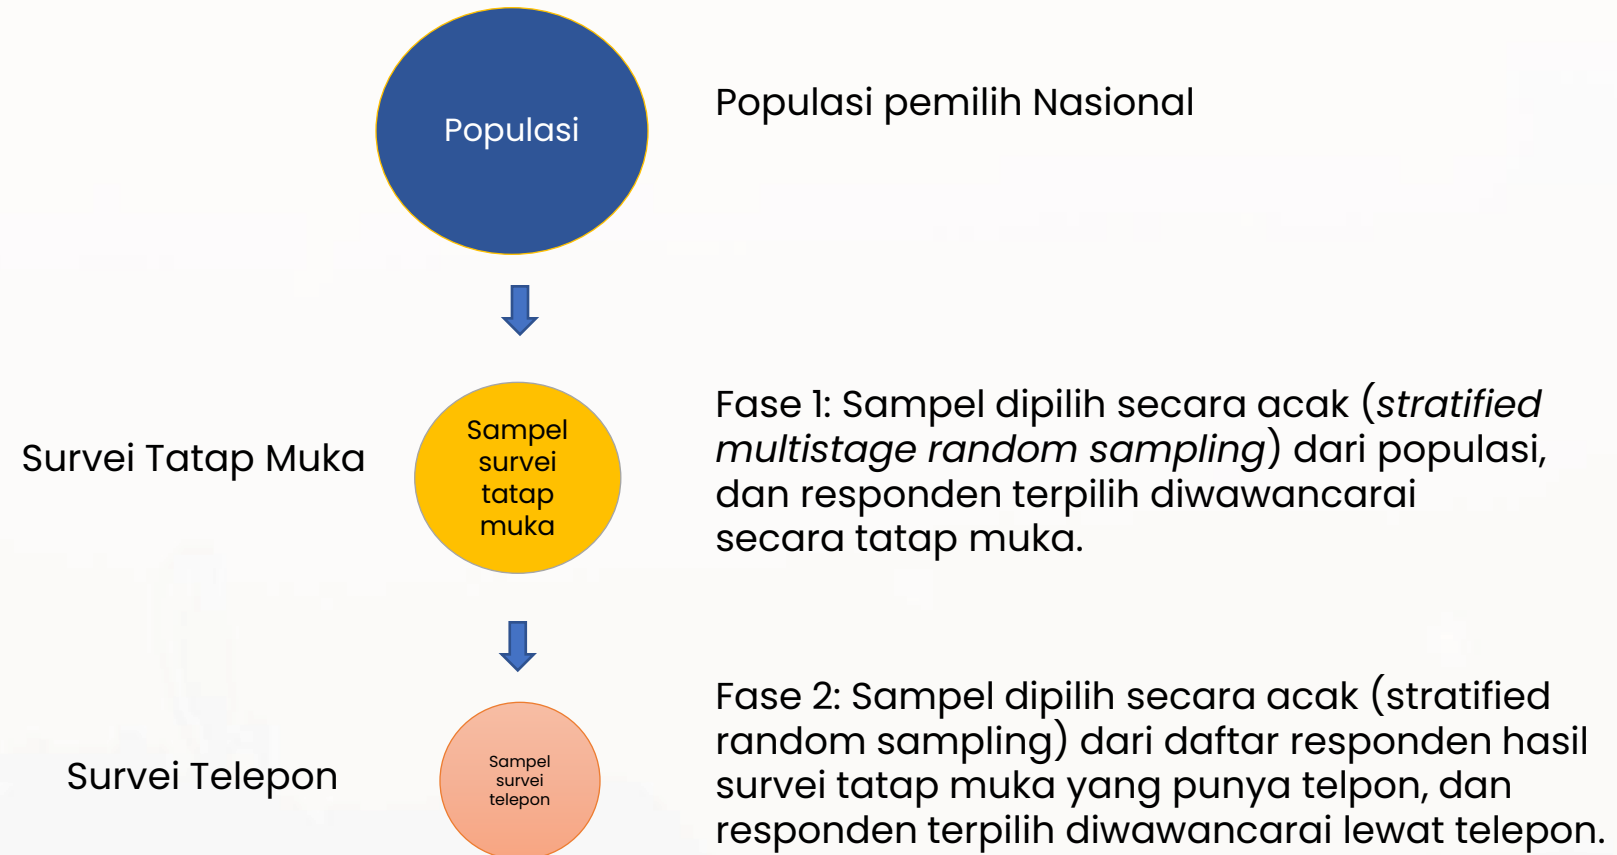 Populasi
Populasi pemilih Nasional
Survei Tatap Muka
Sampel
survei
tatap
muka
Fase 1: Sampel dipilih secara acak (stratified
multistage random sampling) dari populasi,
dan responden terpilih diwawancarai
secara tatap muka.
Survei Telepon
Sampel
survei
telepon
Fase 2: Sampel dipilih secara acak (stratified
random sampling) dari daftar responden hasil
survei tatap muka yang punya telpon, dan
responden terpilih diwawancarai lewat telepon.